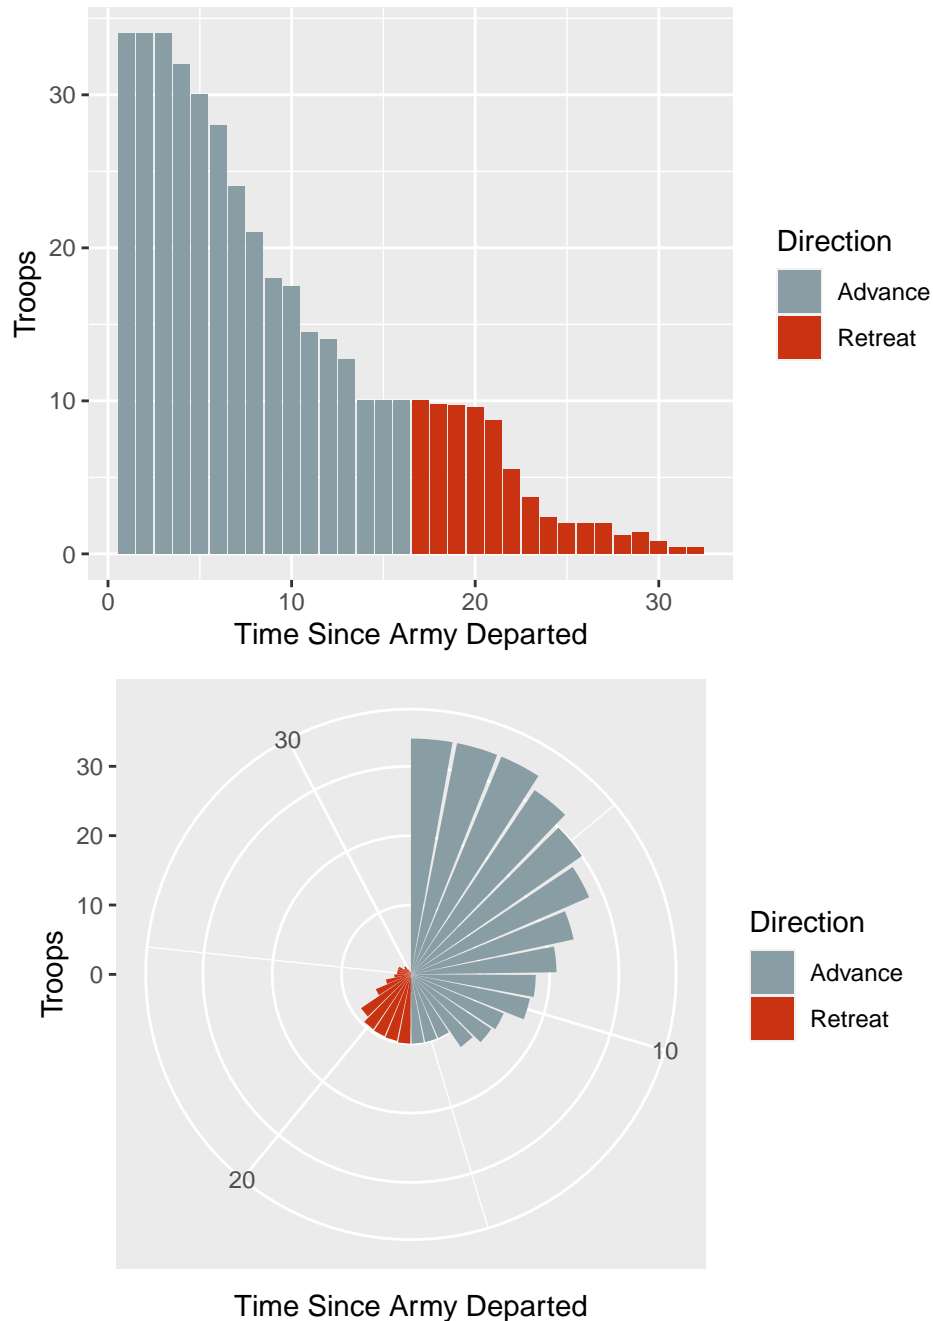 30
20
10
0
Troops
0 10 20 30
Time Since Army Departed
Direction
Advance
Retreat
30
20
10
0
Troops
30
10
20
Time Since Army Departed
Direction
Advance
Retreat